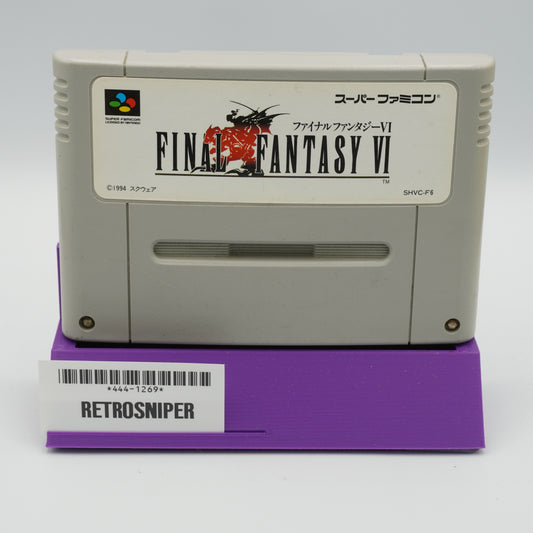 SUPER FAMICOM
LICENSED BY NINTENDO
スーパーファミコン®
ファイナルファンタジーVI
FINAL FANTASY VI
TM
©1994 スクウェア
SHVC-F6
*444-1269*
RETROSNIPER